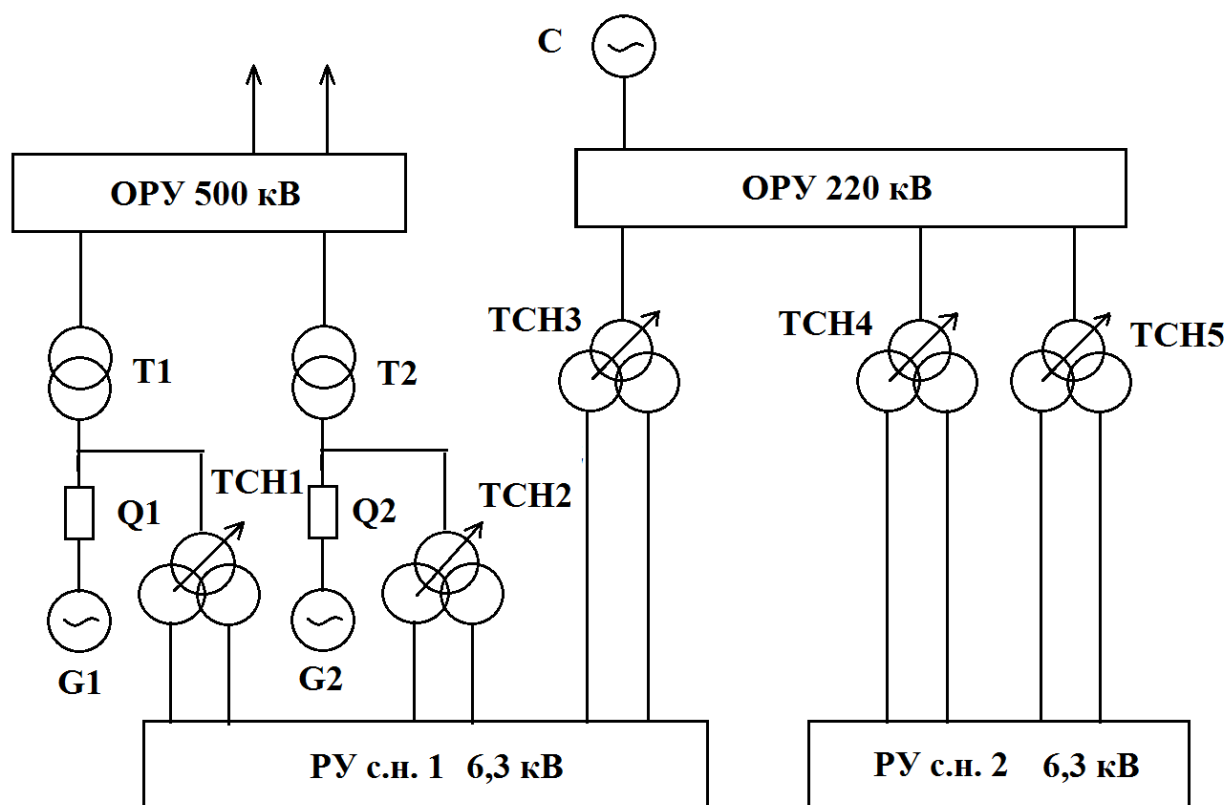 С
ОРУ 500 кВ
ОРУ 220 кВ
Т1
Т2
ТСН3
ТСН4
ТСН5
Q1
ТСН1
Q2
ТСН2
G1
G2
РУ с.н. 1 6,3 кВ
РУ с.н. 2 6,3 кВ